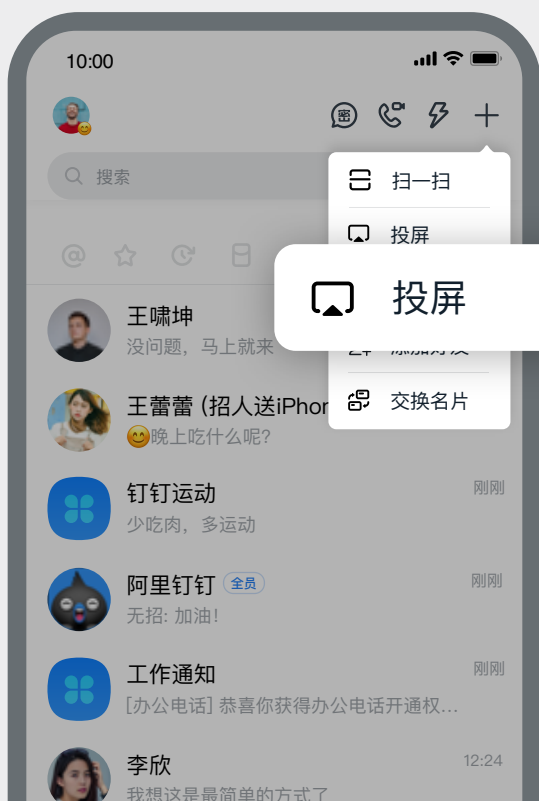 10:00
密
搜索
扫一扫
投屏
投屏
添加好友
交换名片
@
王啸坤
没问题，马上就来
王蕾蕾 (招人送iPhon
😊晚上吃什么呢?
钉钉运动
刚刚
少吃肉，多运动
阿里钉钉 全员
刚刚
无招: 加油!
工作通知
刚刚
[办公电话] 恭喜你获得办公电话开通权...
李欣
12:24
我想这是最简单的方式了